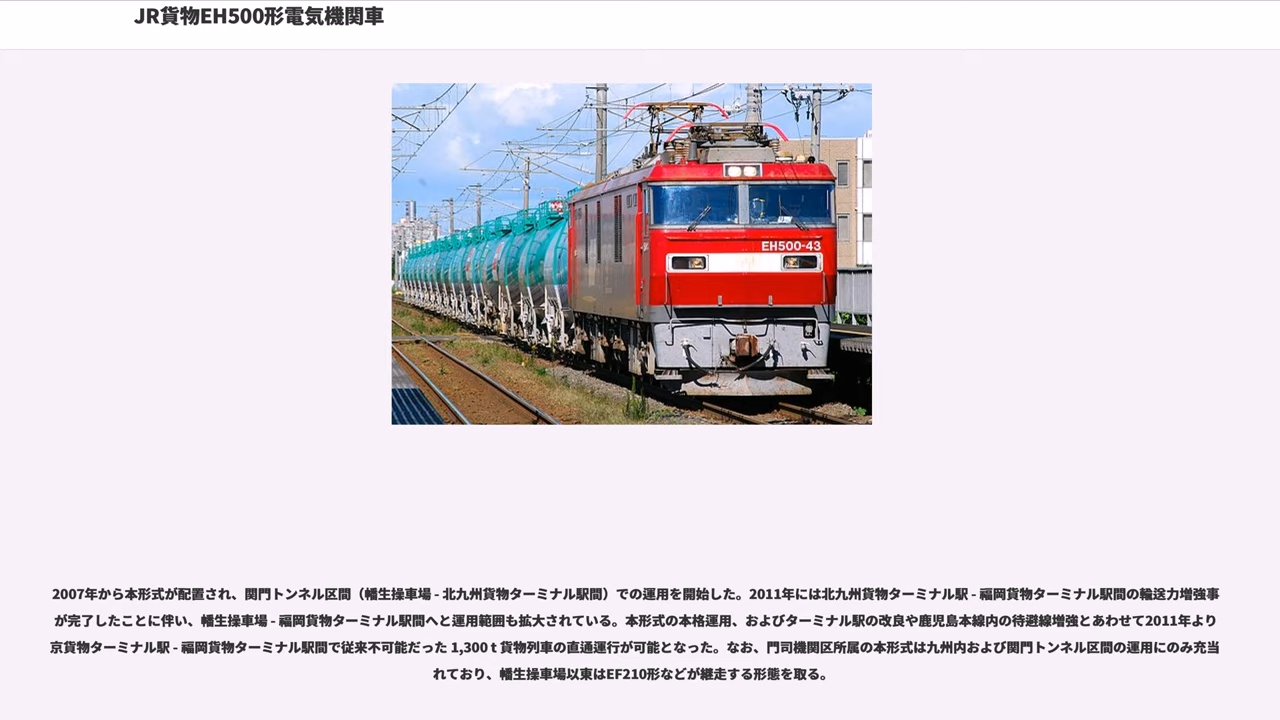 JR貨物EH500形電気機関車
EH500-43
2007年から本形式が配置され、関門トンネル区間（幡生操車場 - 北九州貨物ターミナル駅間）での運用を開始した。2011年には北九州貨物ターミナル駅 - 福岡貨物ターミナル駅間の輸送力増強事
が完了したことに伴い、幡生操車場 - 福岡貨物ターミナル駅間へと運用範囲も拡大されている。本形式の本格運用、およびターミナル駅の改良や鹿児島本線内の待避線増強とあわせて2011年より
京貨物ターミナル駅 - 福岡貨物ターミナル駅間で従来不可能だった 1,300 t 貨物列車の直通運行が可能となった。なお、門司機関区所属の本形式は九州内および関門トンネル区間の運用にのみ充当
れており、幡生操車場以東はEF210形などが継走する形態を取る。